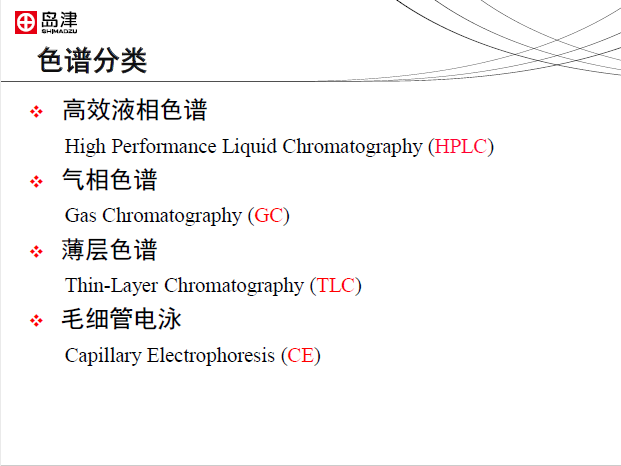 岛津
SHIMADZU
色谱分类
高效液相色谱
High Performance Liquid Chromatography (HPLC)
气相色谱
Gas Chromatography (GC)
薄层色谱
Thin-Layer Chromatography (TLC)
毛细管电泳
Capillary Electrophoresis (CE)